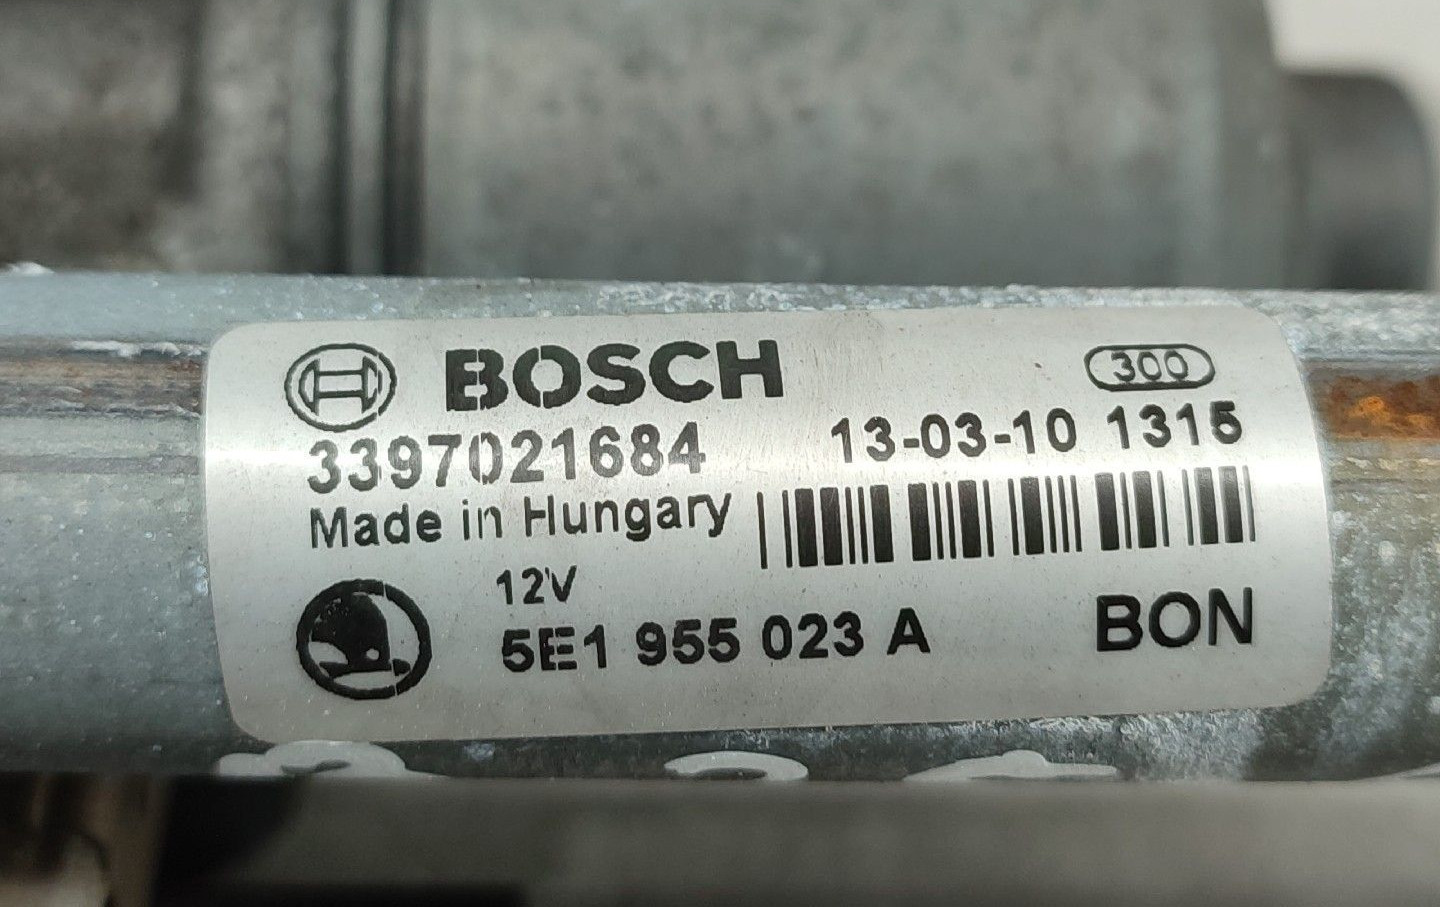 BOSCH 300
3397021684 13-03-10 1315
Made in Hungary
12V
5E1 955 023 A BON